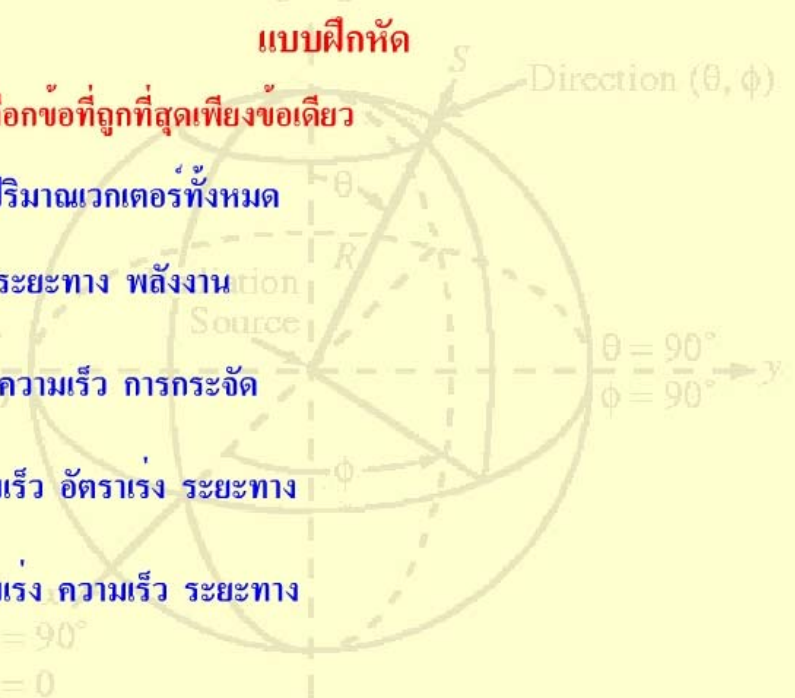 แบบฝึกหัด
S
Direction (θ, ϕ)
ข้อที่ถูกที่สุดเพียงข้อเดียว
ปริมาณเวกเตอร์ทั้งหมด
θ
R
ระยะทาง พลังงาน
Source
θ = 90°
ความเร็ว การกระจัด
y
ϕ = 90°
ϕ
เร็ว อัตราเร่ง ระยะทาง
เร่ง ความเร็ว ระยะทาง
= 90°
= 0